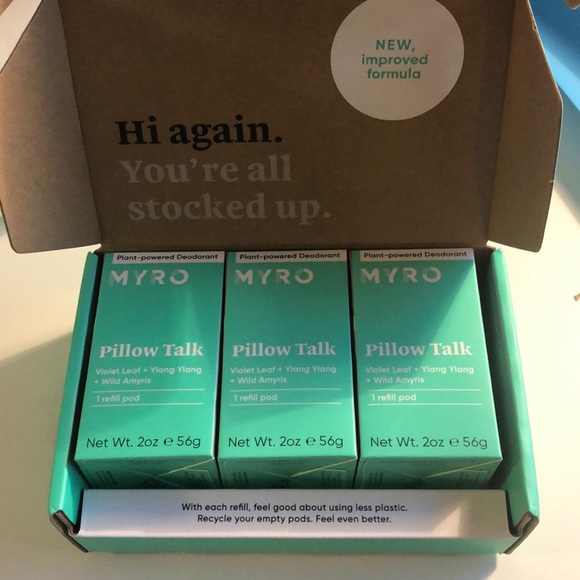 NEW,
improved
formula
Hi again.
You're all
stocked up.
Plant-powered Deodorant
MYRO
Pillow Talk
Violet Leaf + Ylang Ylang
+ Wild Amyris
1 refill pod
Net Wt. 2oz ℮ 56g
Plant-powered Deodorant
MYRO
Pillow Talk
Violet Leaf + Ylang Ylang
+ Wild Amyris
1 refill pod
Net Wt. 2oz ℮ 56g
Plant-powered Deodorant
MYRO
Pillow Talk
Violet Leaf + Ylang Ylang
+ Wild Amyris
1 refill pod
Net Wt. 2oz ℮ 56g
With each refill, feel good about using less plastic.
Recycle your empty pods. Feel even better.